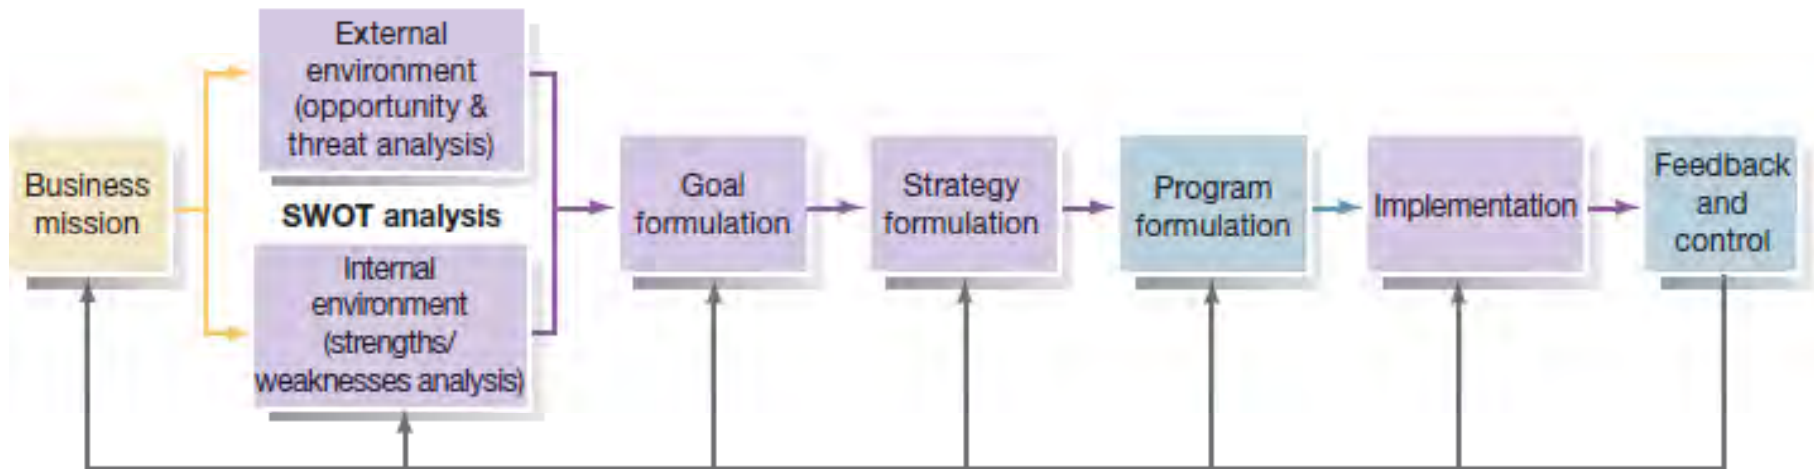 Business
mission
External
environment
(opportunity &
threat analysis)
SWOT analysis
Internal
environment
(strengths/
weaknesses analysis)
Goal
formulation
Strategy
formulation
Program
formulation
Implementation
Feedback
and
control